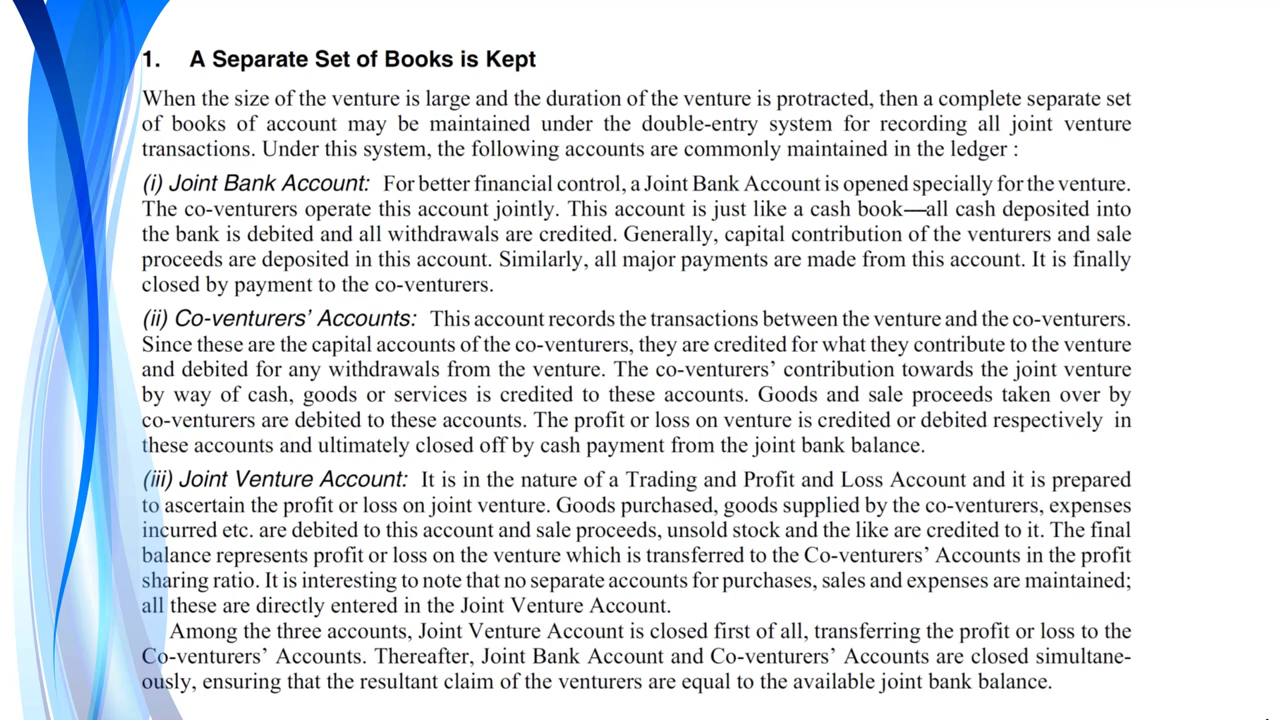 1. A Separate Set of Books is Kept
When the size of the venture is large and the duration of the venture is protracted, then a complete separate set
of books of account may be maintained under the double-entry system for recording all joint venture
transactions. Under this system, the following accounts are commonly maintained in the ledger :
(i) Joint Bank Account: For better financial control, a Joint Bank Account is opened specially for the venture.
The co-venturers operate this account jointly. This account is just like a cash book—all cash deposited into
the bank is debited and all withdrawals are credited. Generally, capital contribution of the venturers and sale
proceeds are deposited in this account. Similarly, all major payments are made from this account. It is finally
closed by payment to the co-venturers.
(ii) Co-venturers’ Accounts: This account records the transactions between the venture and the co-venturers.
Since these are the capital accounts of the co-venturers, they are credited for what they contribute to the venture
and debited for any withdrawals from the venture. The co-venturers’ contribution towards the joint venture
by way of cash, goods or services is credited to these accounts. Goods and sale proceeds taken over by
co-venturers are debited to these accounts. The profit or loss on venture is credited or debited respectively in
these accounts and ultimately closed off by cash payment from the joint bank balance.
(iii) Joint Venture Account: It is in the nature of a Trading and Profit and Loss Account and it is prepared
to ascertain the profit or loss on joint venture. Goods purchased, goods supplied by the co-venturers, expenses
incurred etc. are debited to this account and sale proceeds, unsold stock and the like are credited to it. The final
balance represents profit or loss on the venture which is transferred to the Co-venturers’ Accounts in the profit
sharing ratio. It is interesting to note that no separate accounts for purchases, sales and expenses are maintained;
all these are directly entered in the Joint Venture Account.
Among the three accounts, Joint Venture Account is closed first of all, transferring the profit or loss to the
Co-venturers’ Accounts. Thereafter, Joint Bank Account and Co-venturers’ Accounts are closed simultane-
ously, ensuring that the resultant claim of the venturers are equal to the available joint bank balance.